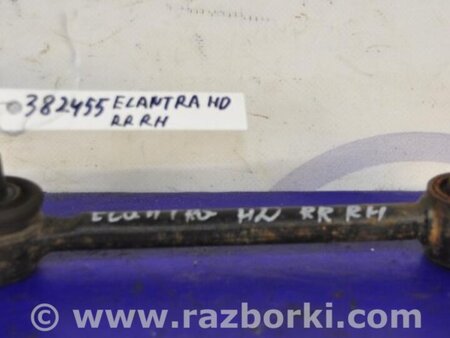 382455 ELANTRA HD
RR RH
ELANTRA HD RR RH
www.razborki.com